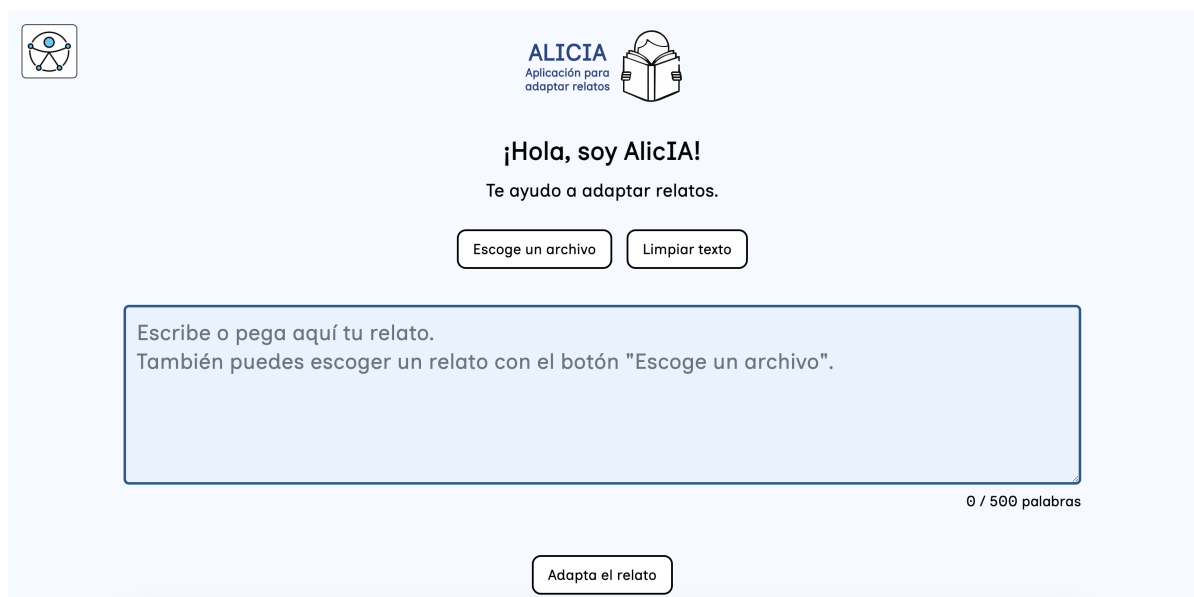 ALICIA
Aplicación para
adaptar relatos
¡Hola, soy AlicIA!
Te ayudo a adaptar relatos.
Escoge un archivo
Limpiar texto
Escribe o pega aquí tu relato.
También puedes escoger un relato con el botón "Escoge un archivo".
0 / 500 palabras
Adapta el relato